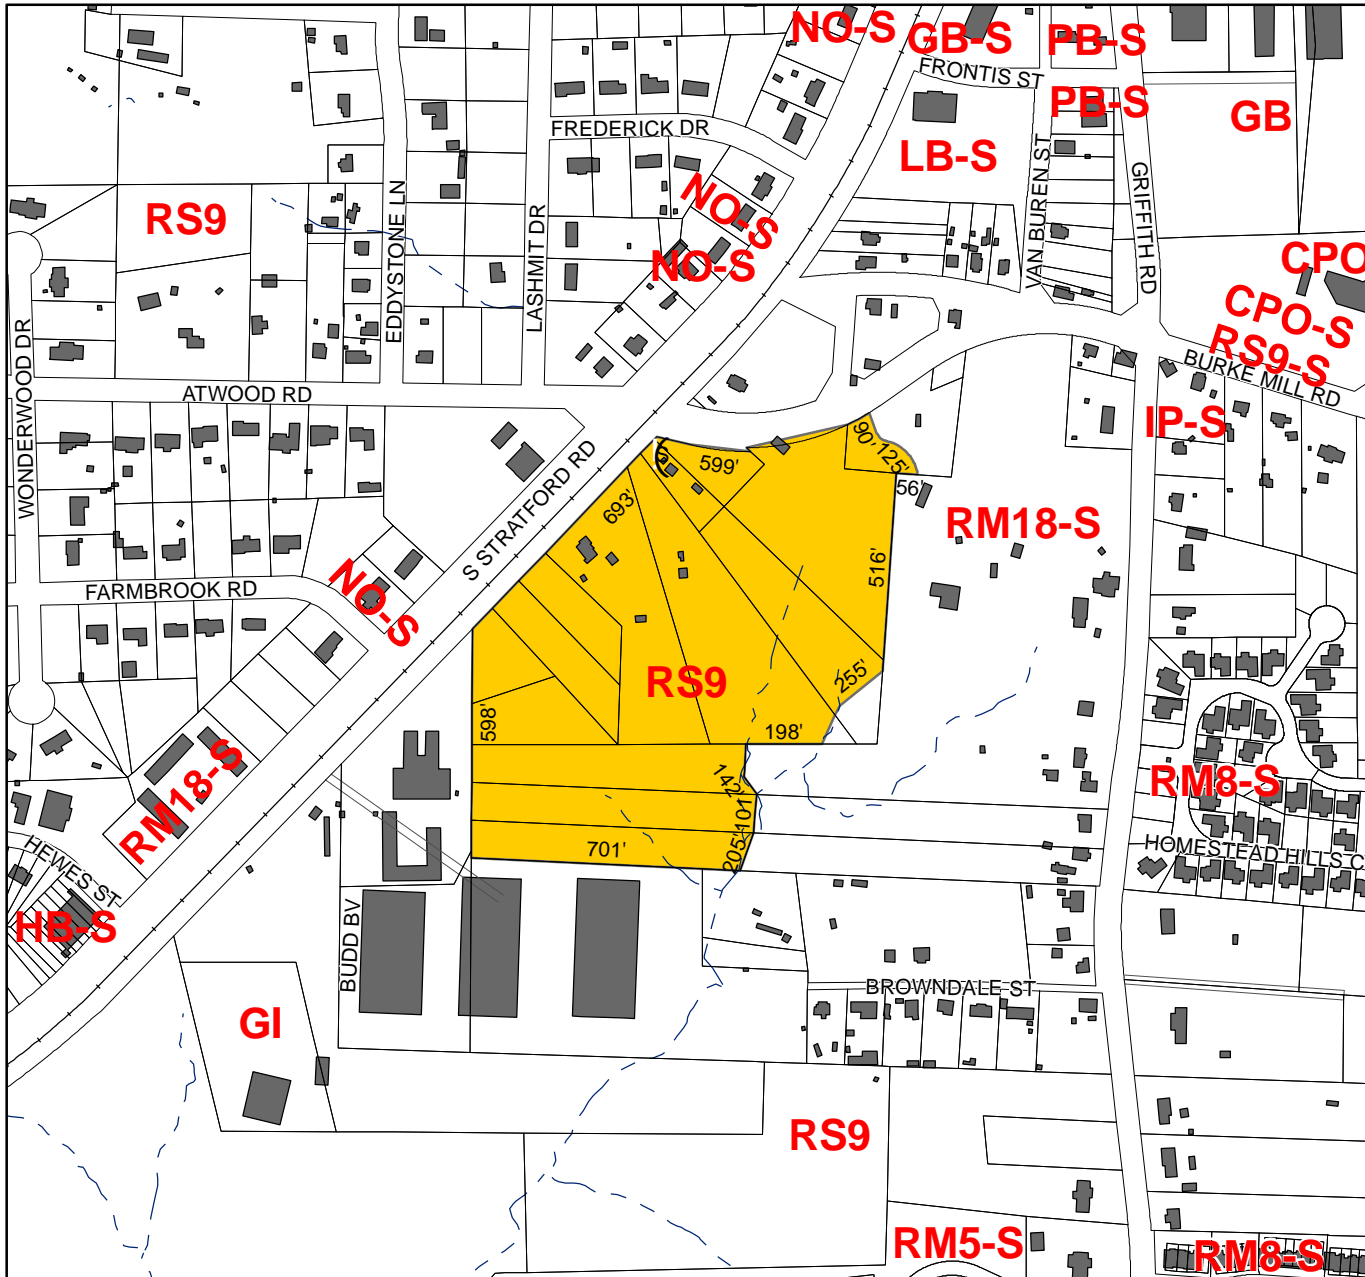 NO-S
GB-S
PB-S
FRONTIS ST
PB-S
GB
FREDERICK DR
LB-S
VAN BUREN ST
GRIFFITH RD
RS9
EDDYSTONE LN
LASHMIT DR
NO-S
NO-S
CPO
CPO-S
RS9-S
BURKE MILL RD
WONDERWOOD DR
ATWOOD RD
IP-S
90'
125'
599'
56'
693'
S STRATFORD RD
RM18-S
516'
FARMBROOK RD
NO-S
RS9
255'
598'
198'
RM18-S
142'
101'
205'
701'
RM8-S
HOMESTEAD HILLS C
HEWES ST
HB-S
BUDD BV
BROWNDALE ST
GI
RS9
RM5-S
RM8-S